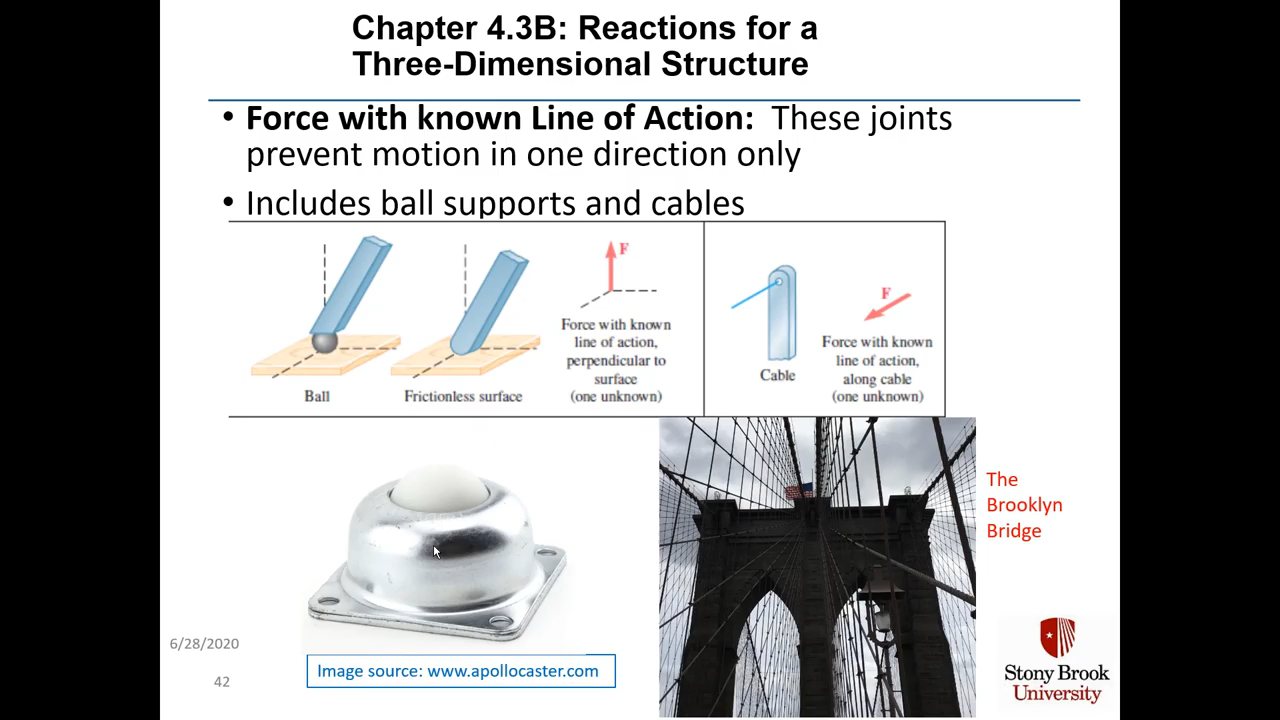 Chapter 4.3B: Reactions for a
Three-Dimensional Structure
• Force with known Line of Action: These joints
prevent motion in one direction only
• Includes ball supports and cables
F
Force with known
line of action,
perpendicular to
surface
(one unknown)
Ball
Frictionless surface
F
Force with known
line of action,
along cable
(one unknown)
Cable
The
Brooklyn
Bridge
6/28/2020
42
Image source: www.apollocaster.com
Stony Brook
University